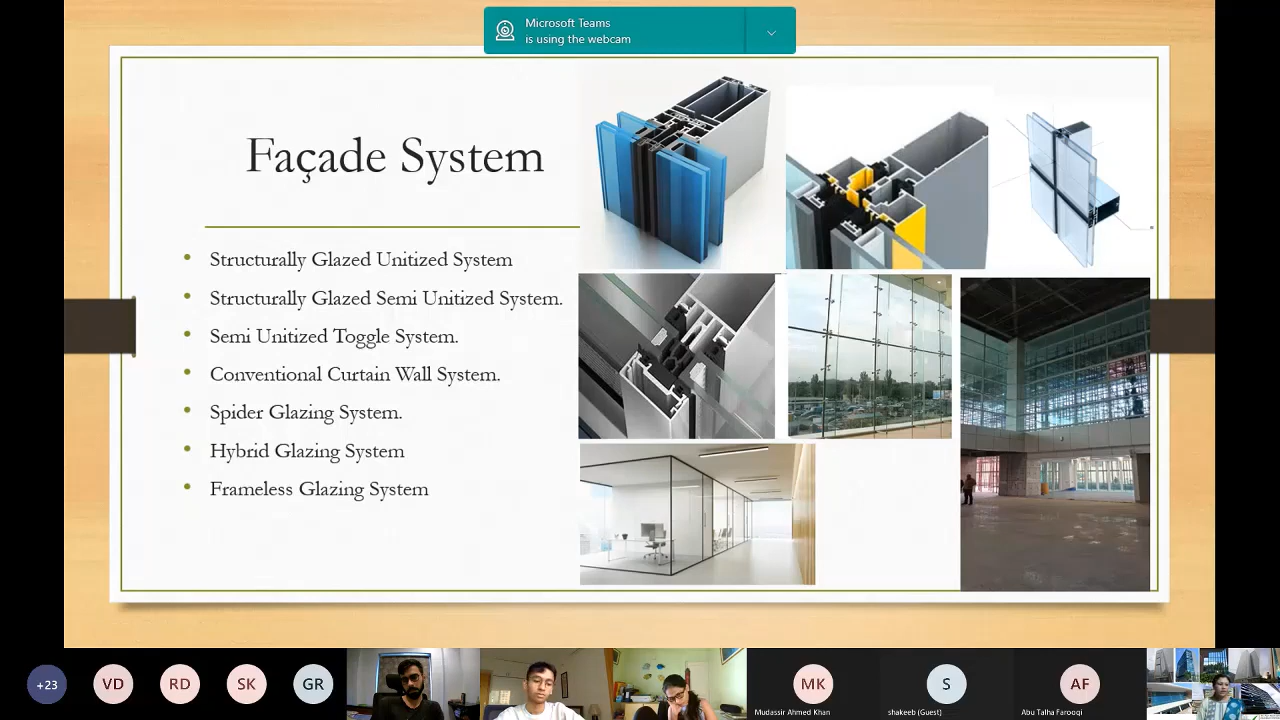 Microsoft Teams
is using the webcam
Façade System
Structurally Glazed Unitized System
Structurally Glazed Semi Unitized System.
Semi Unitized Toggle System.
Conventional Curtain Wall System.
Spider Glazing System.
Hybrid Glazing System
Frameless Glazing System
+23
VD
RD
SK
GR
MK
S
AF
Mudassir Ahmed Khan
shakeeb (Guest)
Abu Talha Farooqi